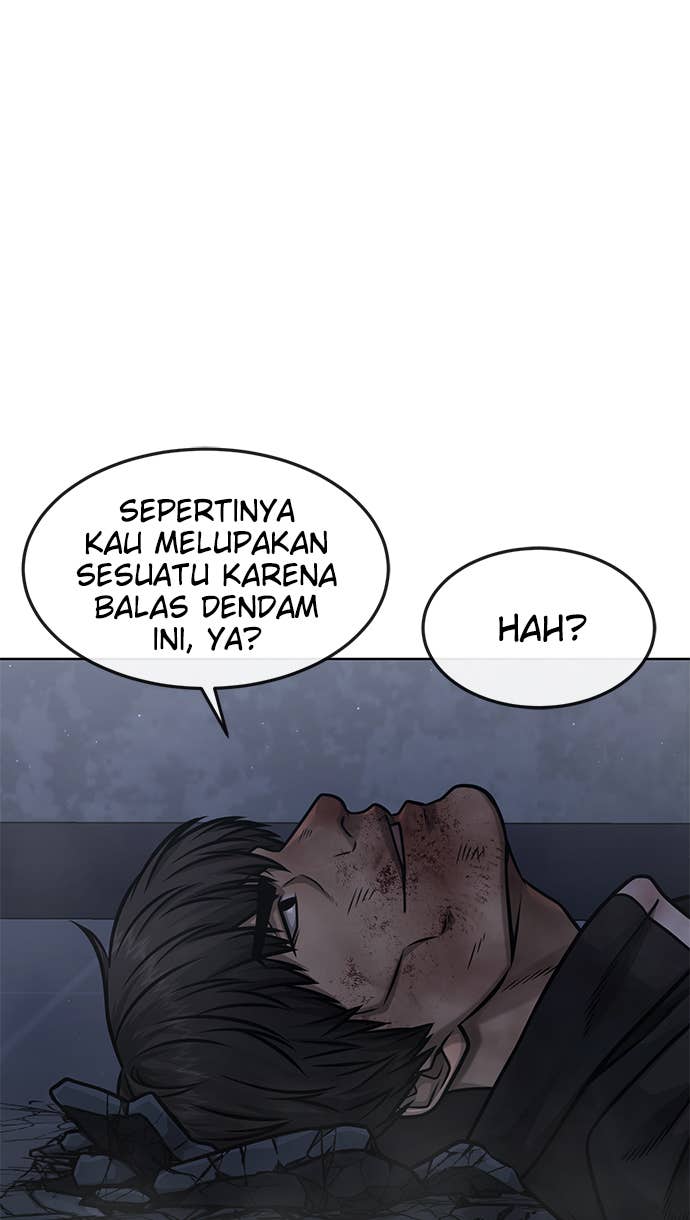 SEPERTINYA
KAU MELUPAKAN
SESUATU KARENA
BALAS DENDAM
INI, YA?
HAH?